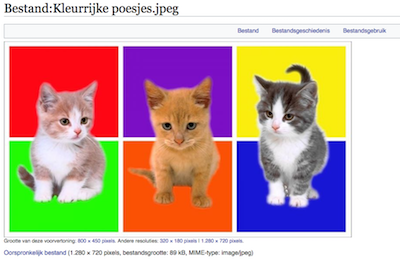 Bestand:Kleurrijke poesjes.jpeg
Bestand Bestandsgeschiedenis Bestandsgebruik
Grootte van deze voorvertoning: 800 × 450 pixels. Andere resoluties: 320 × 180 pixels | 1.280 × 720 pixels.
Oorspronkelijk bestand (1.280 × 720 pixels, bestandsgrootte: 89 kB, MIME-type: image/jpeg)